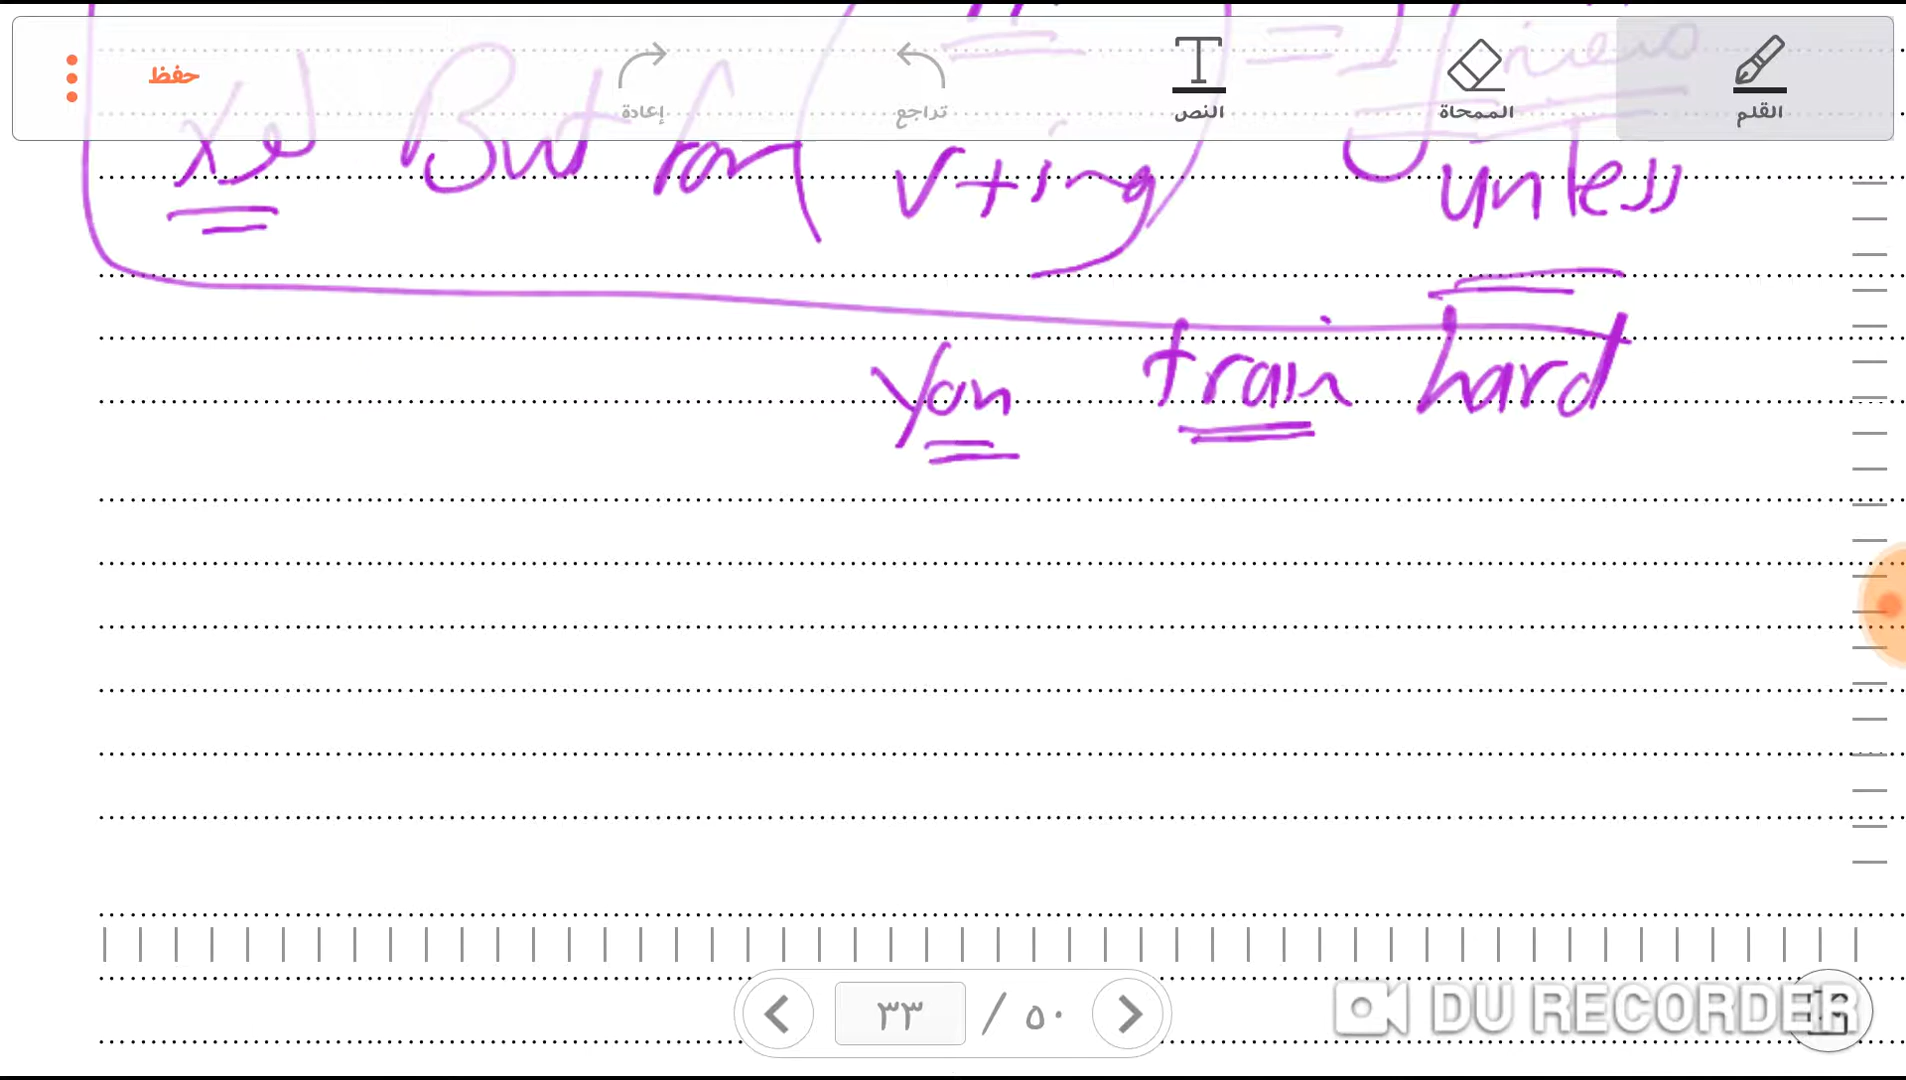 حفظ إعادة تراجع النص الممحاة القلم
But for V+ing unless
You train hard
٣٣ / ٥٠
DU RECORDER